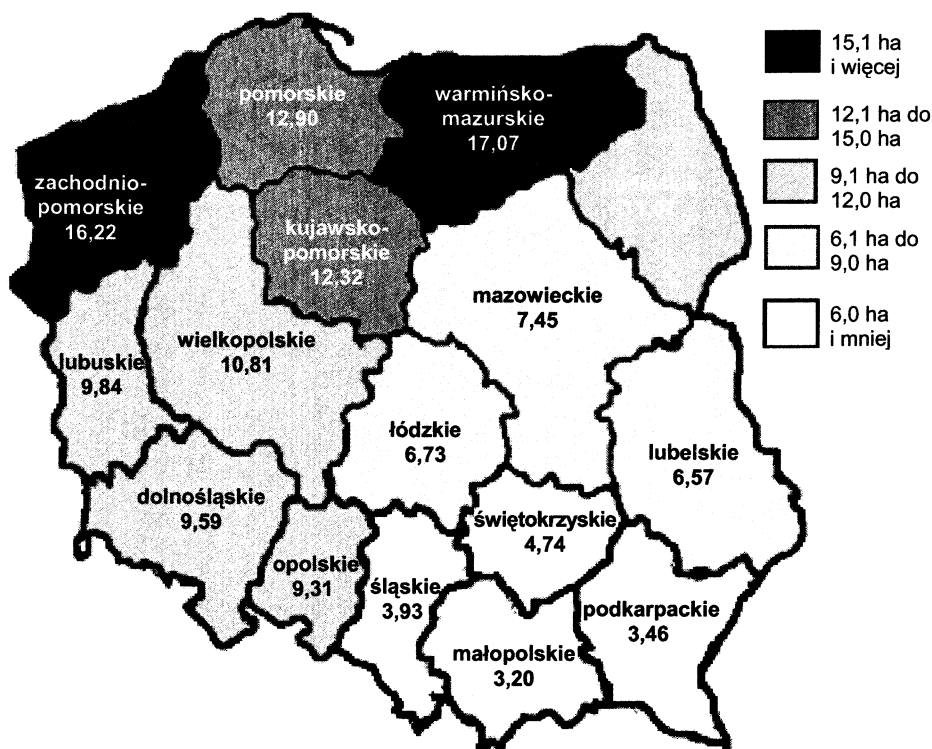 pomorskie
12,90
warmińsko-
mazurskie
17,07
zachodnio-
pomorskie
16,22
kujawsko-
pomorskie
12,32
mazowieckie
7,45
wielkopolskie
10,81
lubuskie
9,84
łódzkie
6,73
lubelskie
6,57
dolnośląskie
9,59
świętokrzyskie
4,74
opolskie
9,31
śląskie
3,93
podkarpackie
3,46
małopolskie
3,20
15,1 ha
i więcej
12,1 ha do
15,0 ha
9,1 ha do
12,0 ha
6,1 ha do
9,0 ha
6,0 ha
i mniej